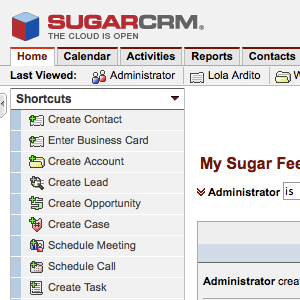 SUGARCRM®
THE CLOUD IS OPEN
Home Calendar Activities Reports Contacts
Last Viewed: Administrator Lola Ardito
Shortcuts
Create Contact
Enter Business Card
Create Account
Create Lead
Create Opportunity
Create Case
Schedule Meeting
Schedule Call
Create Task
My Sugar Fee
Administrator is
Administrator crea